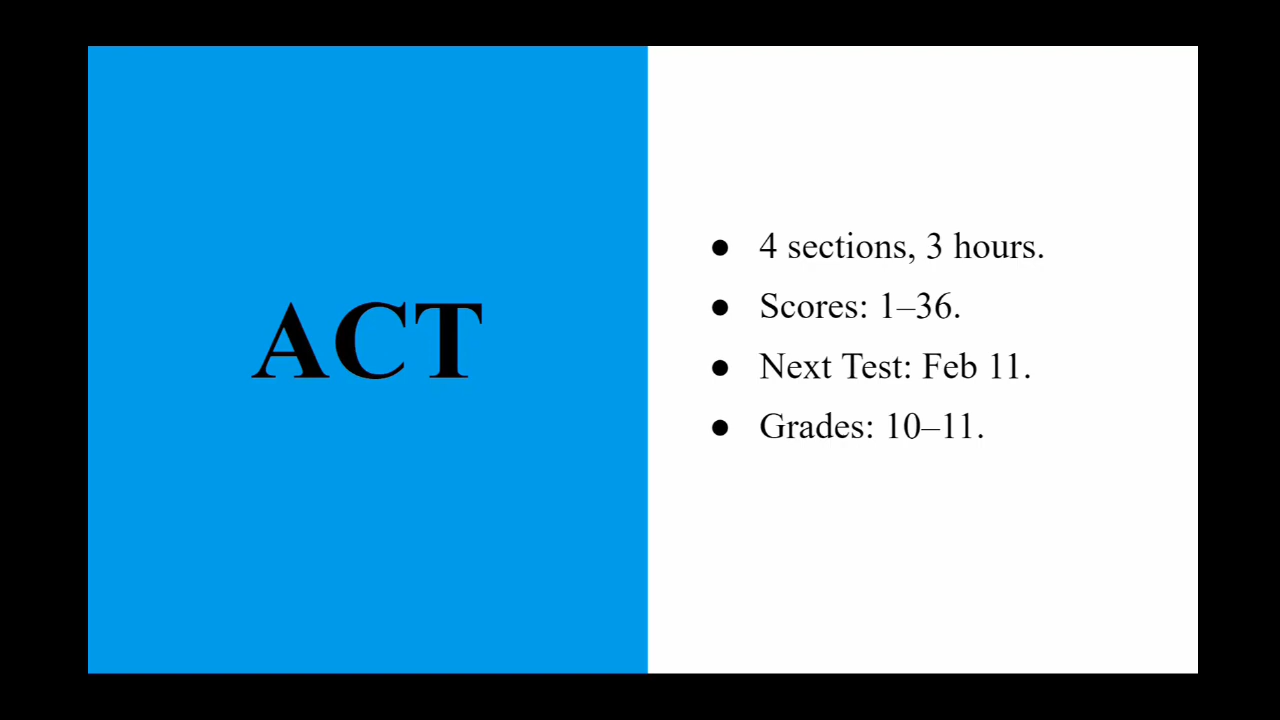 ACT
● 4 sections, 3 hours.
● Scores: 1–36.
● Next Test: Feb 11.
● Grades: 10–11.